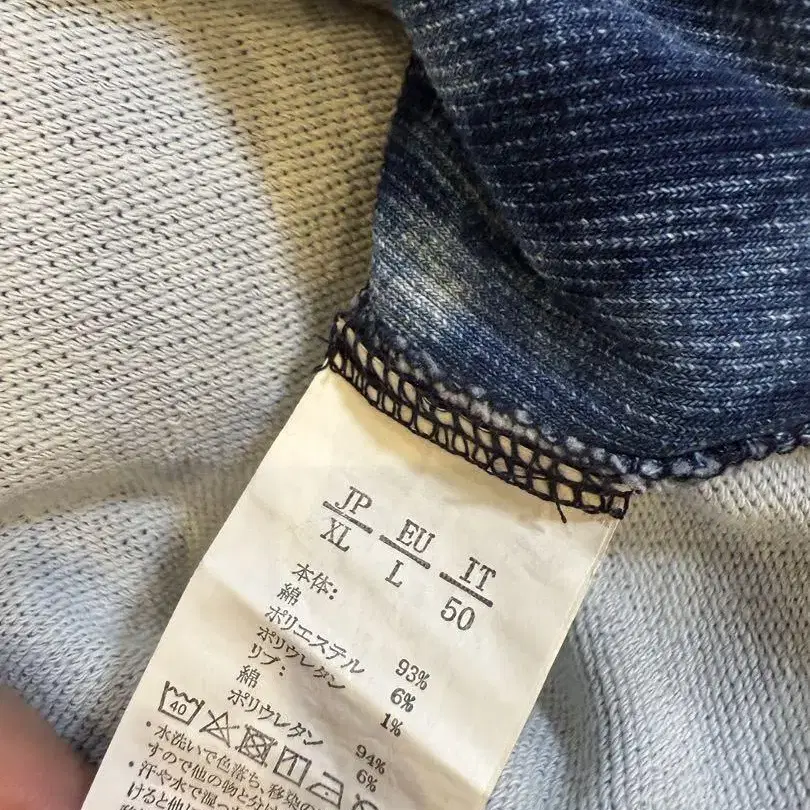 JP EU IT
XL L 50
本体:
綿 93%
ポリエステル 6%
ポリウレタン 1%
リブ:
綿 94%
ポリウレタン 6%
40
・水洗いで色落ち、移染の
すので他の物と分け
・汗や水で湿っ
けると他